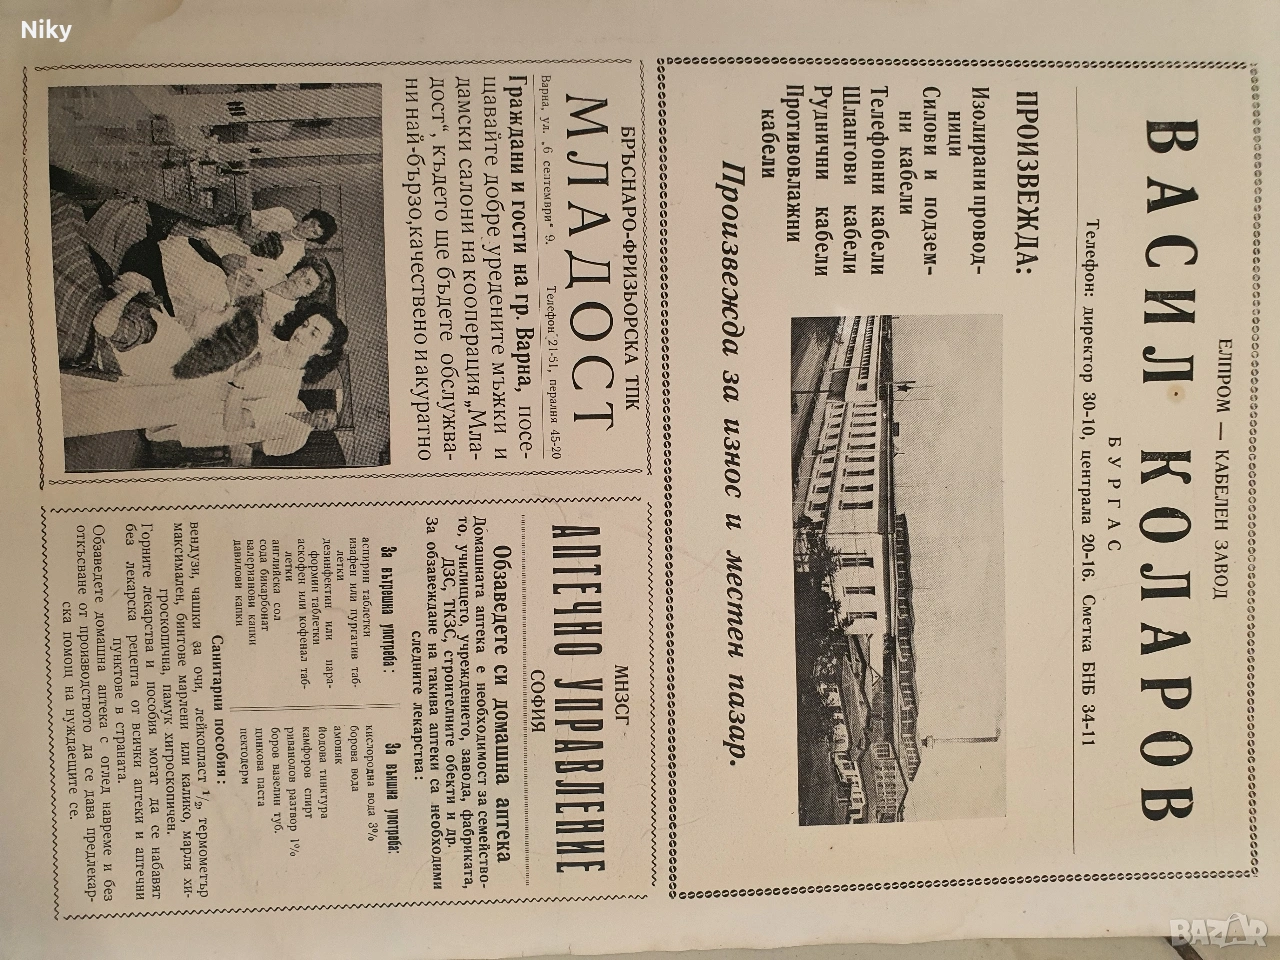 Niky
ЕЛПРОМ — КАБЕЛЕН ЗАВОД
ВАСИЛ КОЛАРОВ
БУРГАС
Телефон: директор 30-10, централа 20-16. Сметка БНБ 34-11
ПРОИЗВЕЖДА:
Изолирани провод-
ници
Силови и подзем-
ни кабели
Телефонни кабели
Шлангови кабели
Руднични кабели
Противовлажни
кабели
Произвежда за износ и местен пазар.
БРЪСНАРО-ФРИЗЬОРСКА ТПК
МЛАДОСТ
Варна, ул. „6 септември“ 9. Телефон 21-51, пералня 45-20
Граждани и гости на гр. Варна, посе-
щавайте добре уредените мъжки и
дамски салони на кооперация „Мла-
дост“, където ще бъдете обслужва-
ни най-бързо, качествено и акуратно
МНЗСГ
СОФИЯ
АПТЕЧНО УПРАВЛЕНИЕ
Обзаведете си домашна аптека
Домашната аптека е необходимост за семейство-
то, училището, учреждението, завода, фабриката,
ДЗС, ТКЗС, строителните обекти и др.
За обзавеждане на такива аптеки са необходими
следните лекарства:
За вътрешна употреба:
аспирин таблетки
изафен или пургатив таб-
летки
дезинфектин или пара-
форми таблетки
аскофен или кофенал таб-
летки
английска сол
сода бикарбонат
валерианови капки
давилови капки
За външна употреба:
кислородна вода 3%
борова вода
амоняк
йодова тинктура
камфоров спирт
риванолов разтвор 1%
боров вазелин туб.
цинкова паста
пектодерм
Санитарни пособия:
вендузи, чашки за очи, лейкопласт 1/2, термометър
максимален, бинтове марлени или калико, марля хи-
гроскопична, памук хигроскопичен.
Горните лекарства и пособия могат да се набавят
без лекарска рецепта от всички аптеки и аптечни
пунктове в страната.
Обзаведете домашна аптека с оглед навреме и без
откъсване от производството да се дава предлекар-
ска помощ на нуждаещите се.
BAZAR